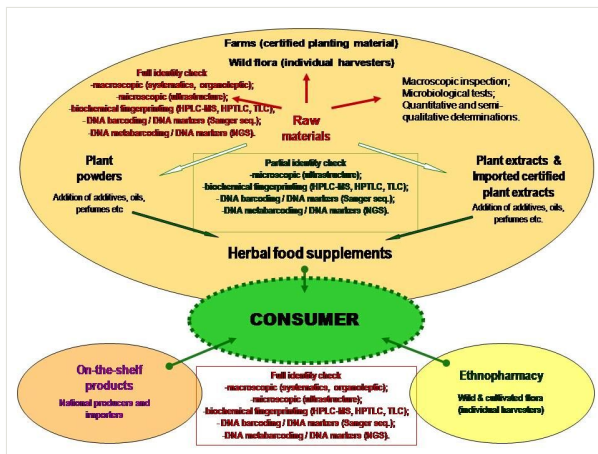 Farms (certified planting material)
Wild flora (individual harvesters)
Full identity check
-macroscopic (systematics, organoleptic);
-microscopic (ultrastructure);
-biochemical fingerprinting (HPLC-MS, HPTLC, TLC);
- DNA barcoding / DNA markers (Sanger seq.);
-DNA metabarcoding / DNA markers (NGS).
Raw
materials
Macroscopic inspection;
Microbiological tests;
Quantitative and semi-
qualitative determinations.
Plant
powders
Addition of additives, oils,
perfumes etc
Partial identity check
-microscopic (ultrastructure);
-biochemical fingerprinting (HPLC-MS, HPTLC, TLC);
- DNA barcoding / DNA markers (Sanger seq.);
-DNA metabarcoding / DNA markers (NGS).
Plant extracts &
Imported certified
plant extracts
Addition of additives, oils,
perfumes etc.
Herbal food supplements
CONSUMER
On-the-shelf
products
National producers and
importers
Full identity check
-macroscopic (systematics, organoleptic);
-microscopic (ultrastructure);
-biochemical fingerprinting (HPLC-MS, HPTLC, TLC);
- DNA barcoding / DNA markers (Sanger seq.);
-DNA metabarcoding / DNA markers (NGS).
Ethnopharmacy
Wild & cultivated flora
(individual harvesters)